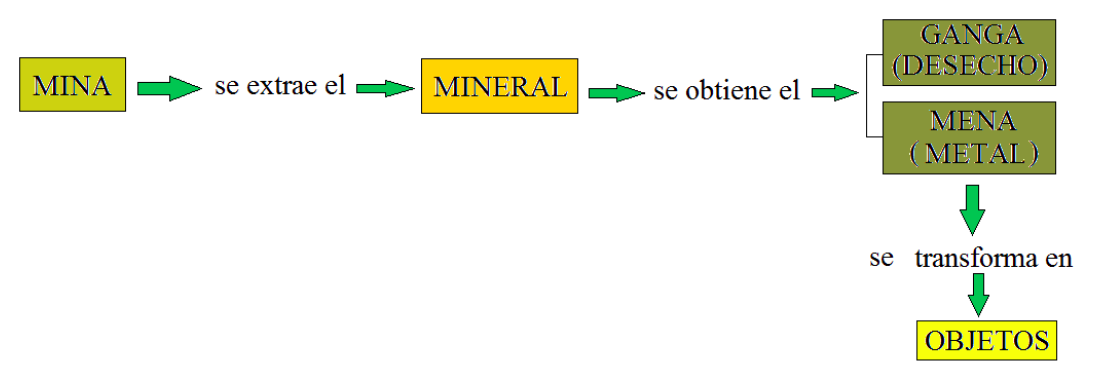 MINA
se extrae el
MINERAL
se obtiene el
GANGA
(DESECHO)
MENA
( METAL)
se transforma en
OBJETOS